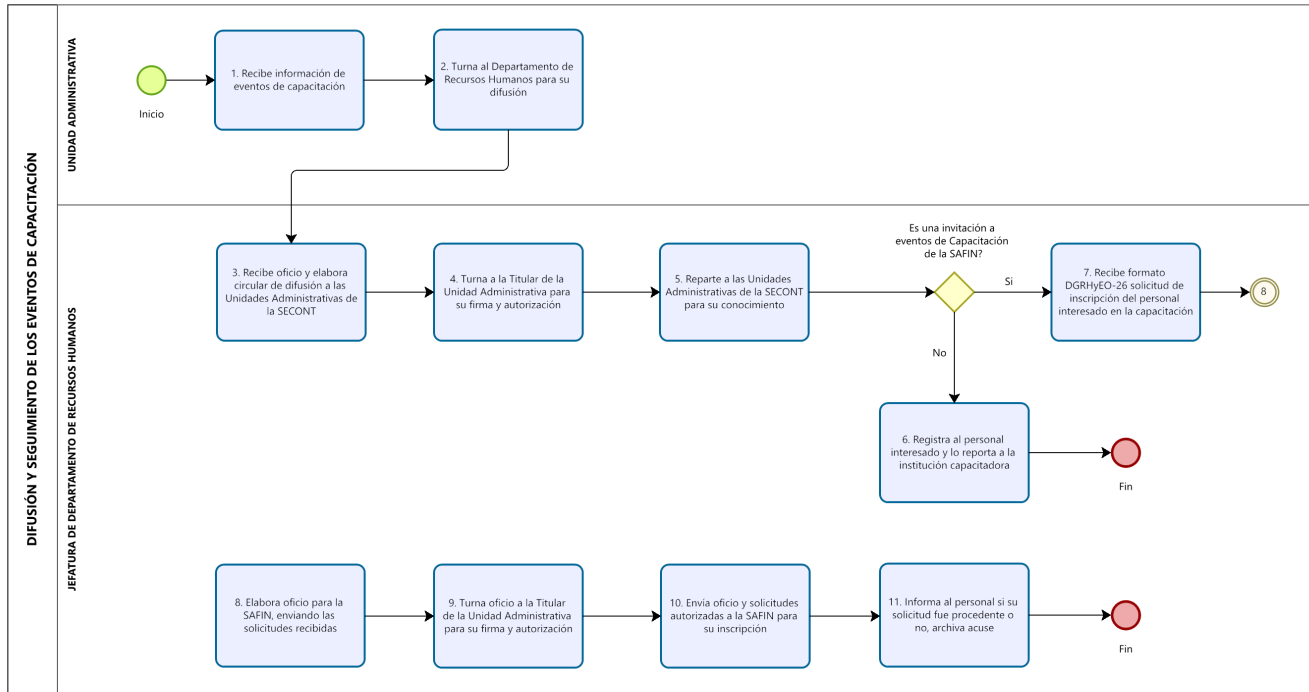 DIFUSIÓN Y SEGUIMIENTO DE LOS EVENTOS DE CAPACITACIÓN
UNIDAD ADMINISTRATIVA
Inicio
1. Recibe información de
eventos de capacitación
2. Turna al Departamento de
Recursos Humanos para su
difusión
JEFATURA DE DEPARTAMENTO DE RECURSOS HUMANOS
3. Recibe oficio y elabora
circular de difusión a las
Unidades Administrativas de
la SECONT
4. Turna a la Titular de la
Unidad Administrativa para
su firma y autorización
5. Reparte a las Unidades
Administrativas de la SECONT
para su conocimiento
Es una invitación a
eventos de Capacitación
de la SAFIN?
Si
7. Recibe formato
DGRHyEO-26 solicitud de
inscripción del personal
interesado en la capacitación
8
No
6. Registra al personal
interesado y lo reporta a la
institución capacitadora
Fin
8. Elabora oficio para la
SAFIN, enviando las
solicitudes recibidas
9. Turna oficio a la Titular
de la Unidad Administrativa
para su firma y autorización
10. Envía oficio y solicitudes
autorizadas a la SAFIN para
su inscripción
11. Informa al personal si su
solicitud fue procedente o
no, archiva acuse
Fin